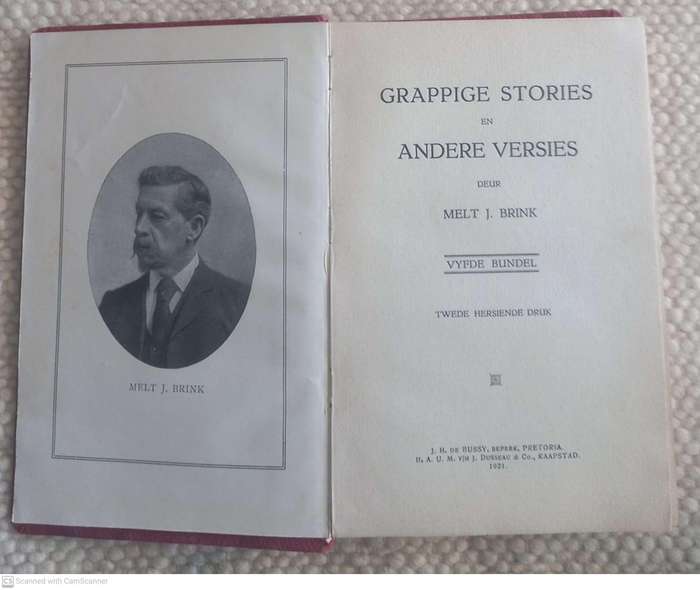 MELT J. BRINK
GRAPPIGE STORIES
EN
ANDERE VERSIES
DEUR
MELT J. BRINK
VYFDE BUNDEL
TWEDE HERSIENDE DRUK
J. H. DE BUSSY, BEPERK, PRETORIA.
H. A. U. M. v/h J. DUSSEAU & Co., KAAPSTAD.
1921.
CS Scanned with CamScanner